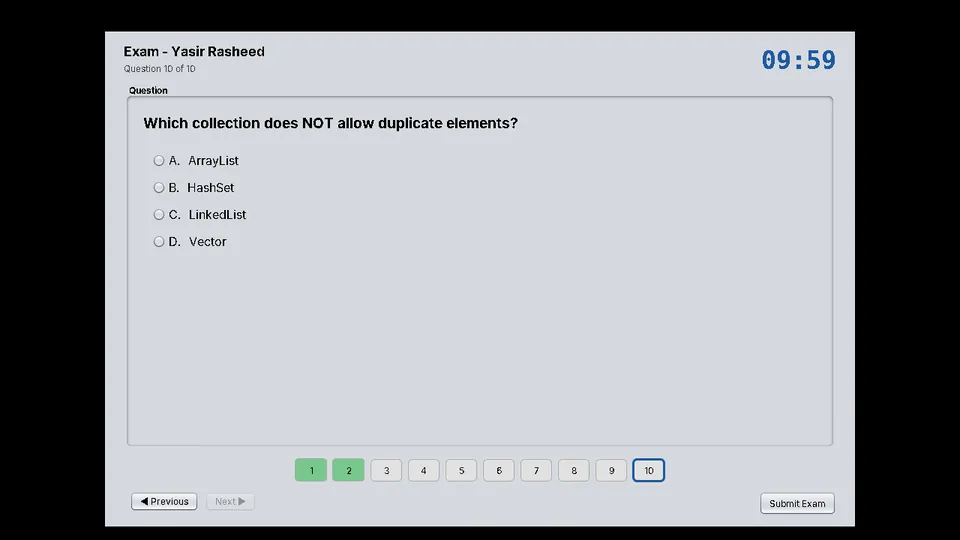 Exam - Yasir Rasheed
Question 10 of 10
09:59
Question
Which collection does NOT allow duplicate elements?
A. ArrayList
B. HashSet
C. LinkedList
D. Vector
1 2 3 4 5 6 7 8 9 10
◀ Previous Next ▶ Submit Exam